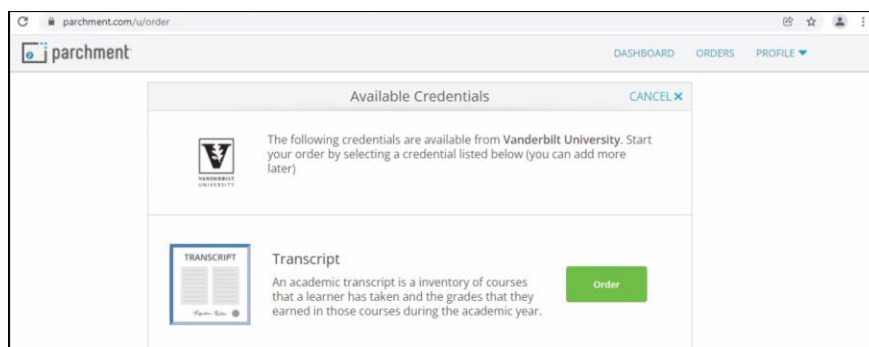 parchment.com/u/order
parchment
DASHBOARD ORDERS PROFILE
Available Credentials CANCEL X
The following credentials are available from Vanderbilt University. Start
your order by selecting a credential listed below (you can add more
later)
V
VANDERBILT
UNIVERSITY
TRANSCRIPT
Transcript
An academic transcript is a inventory of courses
that a learner has taken and the grades that they
earned in those courses during the academic year.
Order